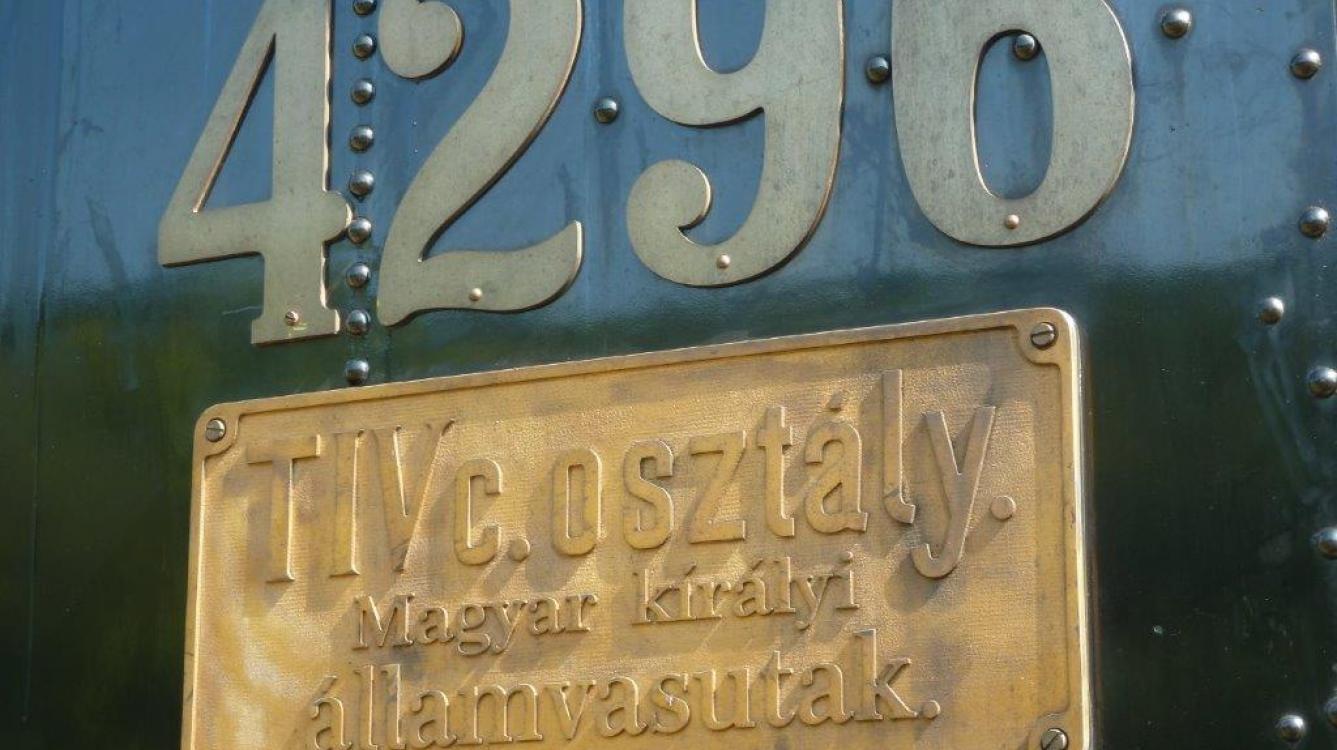 4296
TIVc. osztály.
Magyar királyi
államvasutak.